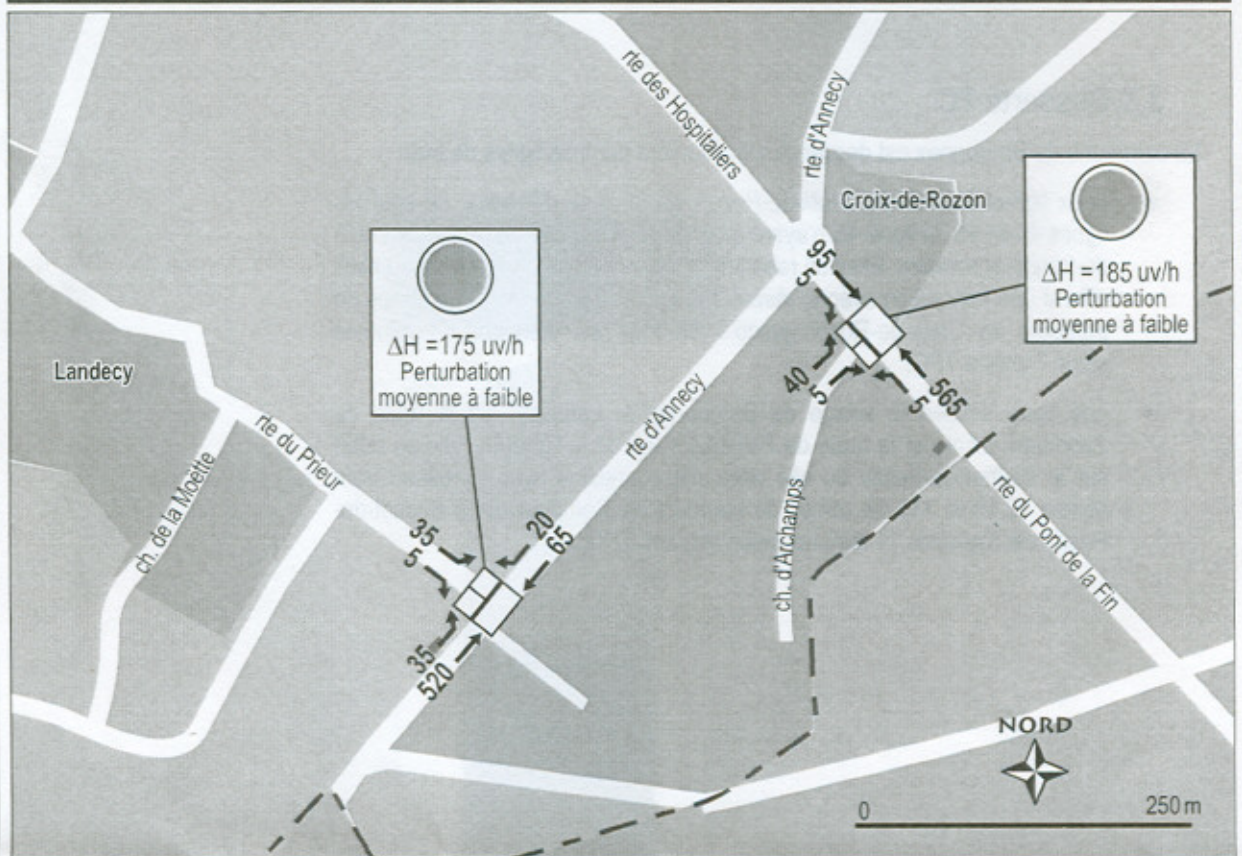 rte des Hospitaliers
rte d'Annecy
Croix-de-Rozon
ΔH =185 uv/h
Perturbation
moyenne à faible
95
5
ΔH =175 uv/h
Perturbation
moyenne à faible
Landecy
40
5
5
565
rte d'Annecy
rte du Prieur
ch. de la Moëtte
ch. d'Archamps
rte du Pont de la Fin
35
5
20
65
35
520
NORD
0 250 m